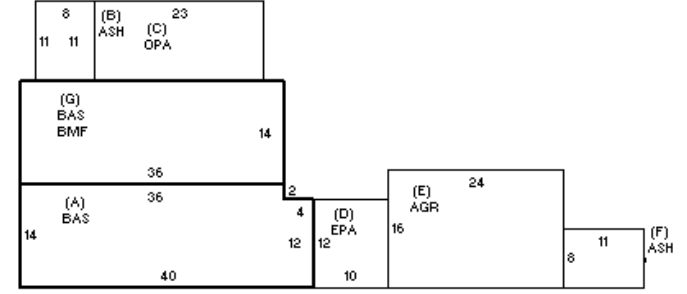 8
(B)
ASH
23
(C)
OPA
11
11
(G)
BAS
BMF
14
36
36
2
(A)
BAS
4
14
12
40
(D)
EPA
12
10
(E)
AGR
24
16
11
8
(F)
ASH